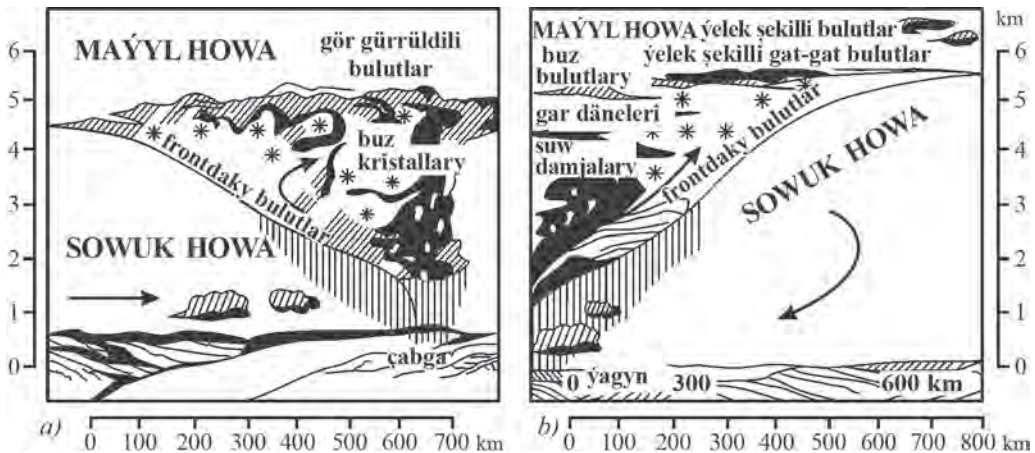 MAÝYL HOWA
gör gürrüldili
bulutlar
buz
kristallary
frontdaky bulutlar
SOWUK HOWA
çabga
6
5
4
3
2
1
0
a)
0 100 200 300 400 500 600 700 km
MAÝYL HOWA ýelek şekilli bulutlar
buz ýelek şekilli gat-gat bulutlar
bulutlary
gar däneleri
suw
damjalary
frontdaky bulutlar
SOWUK HOWA
0 ýagyn 300 600 km
km
6
5
4
3
2
1
0
b)
0 100 200 300 400 500 600 700 800 km